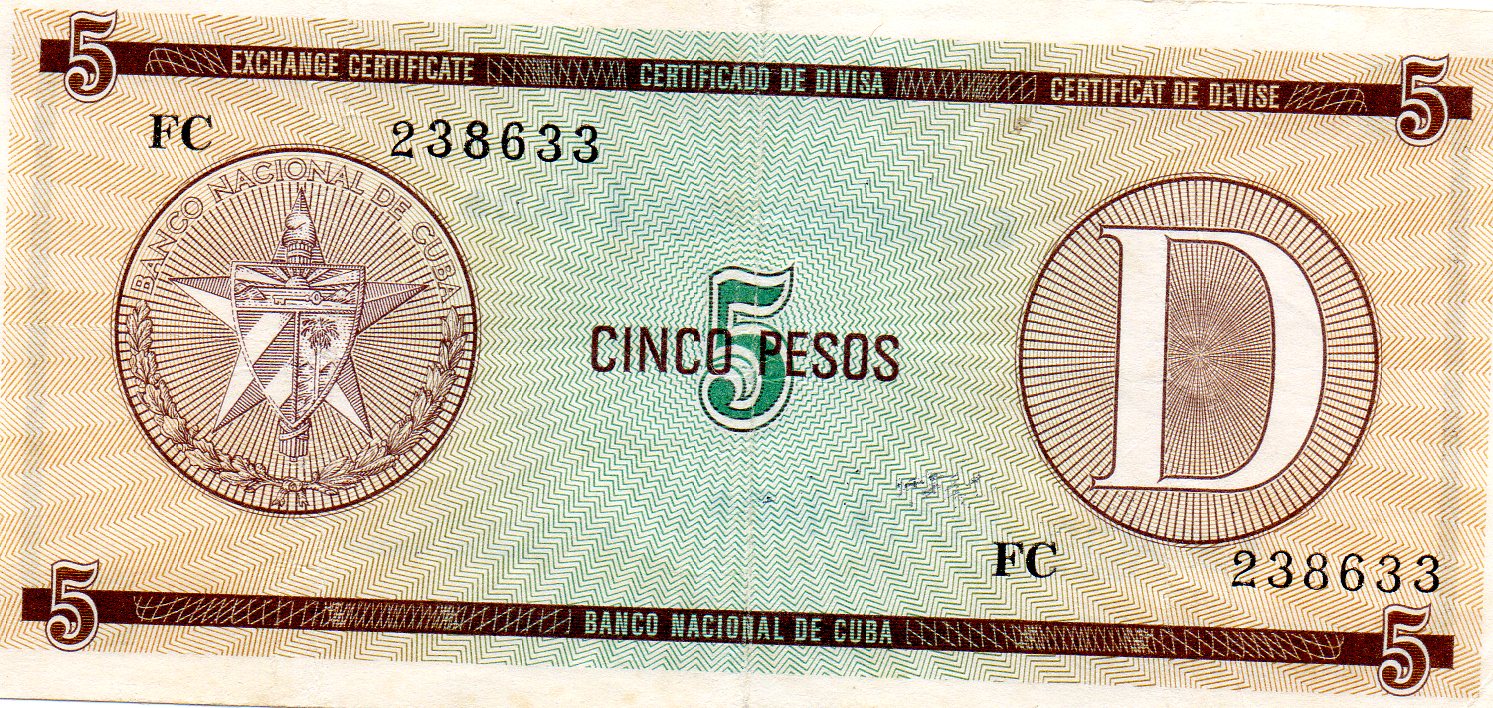 5 EXCHANGE CERTIFICATE CERTIFICADO DE DIVISA CERTIFICAT DE DEVISE 5
FC 238633
BANCO NACIONAL DE CUBA
5
CINCO PESOS
D
FC 238633
5 BANCO NACIONAL DE CUBA 5